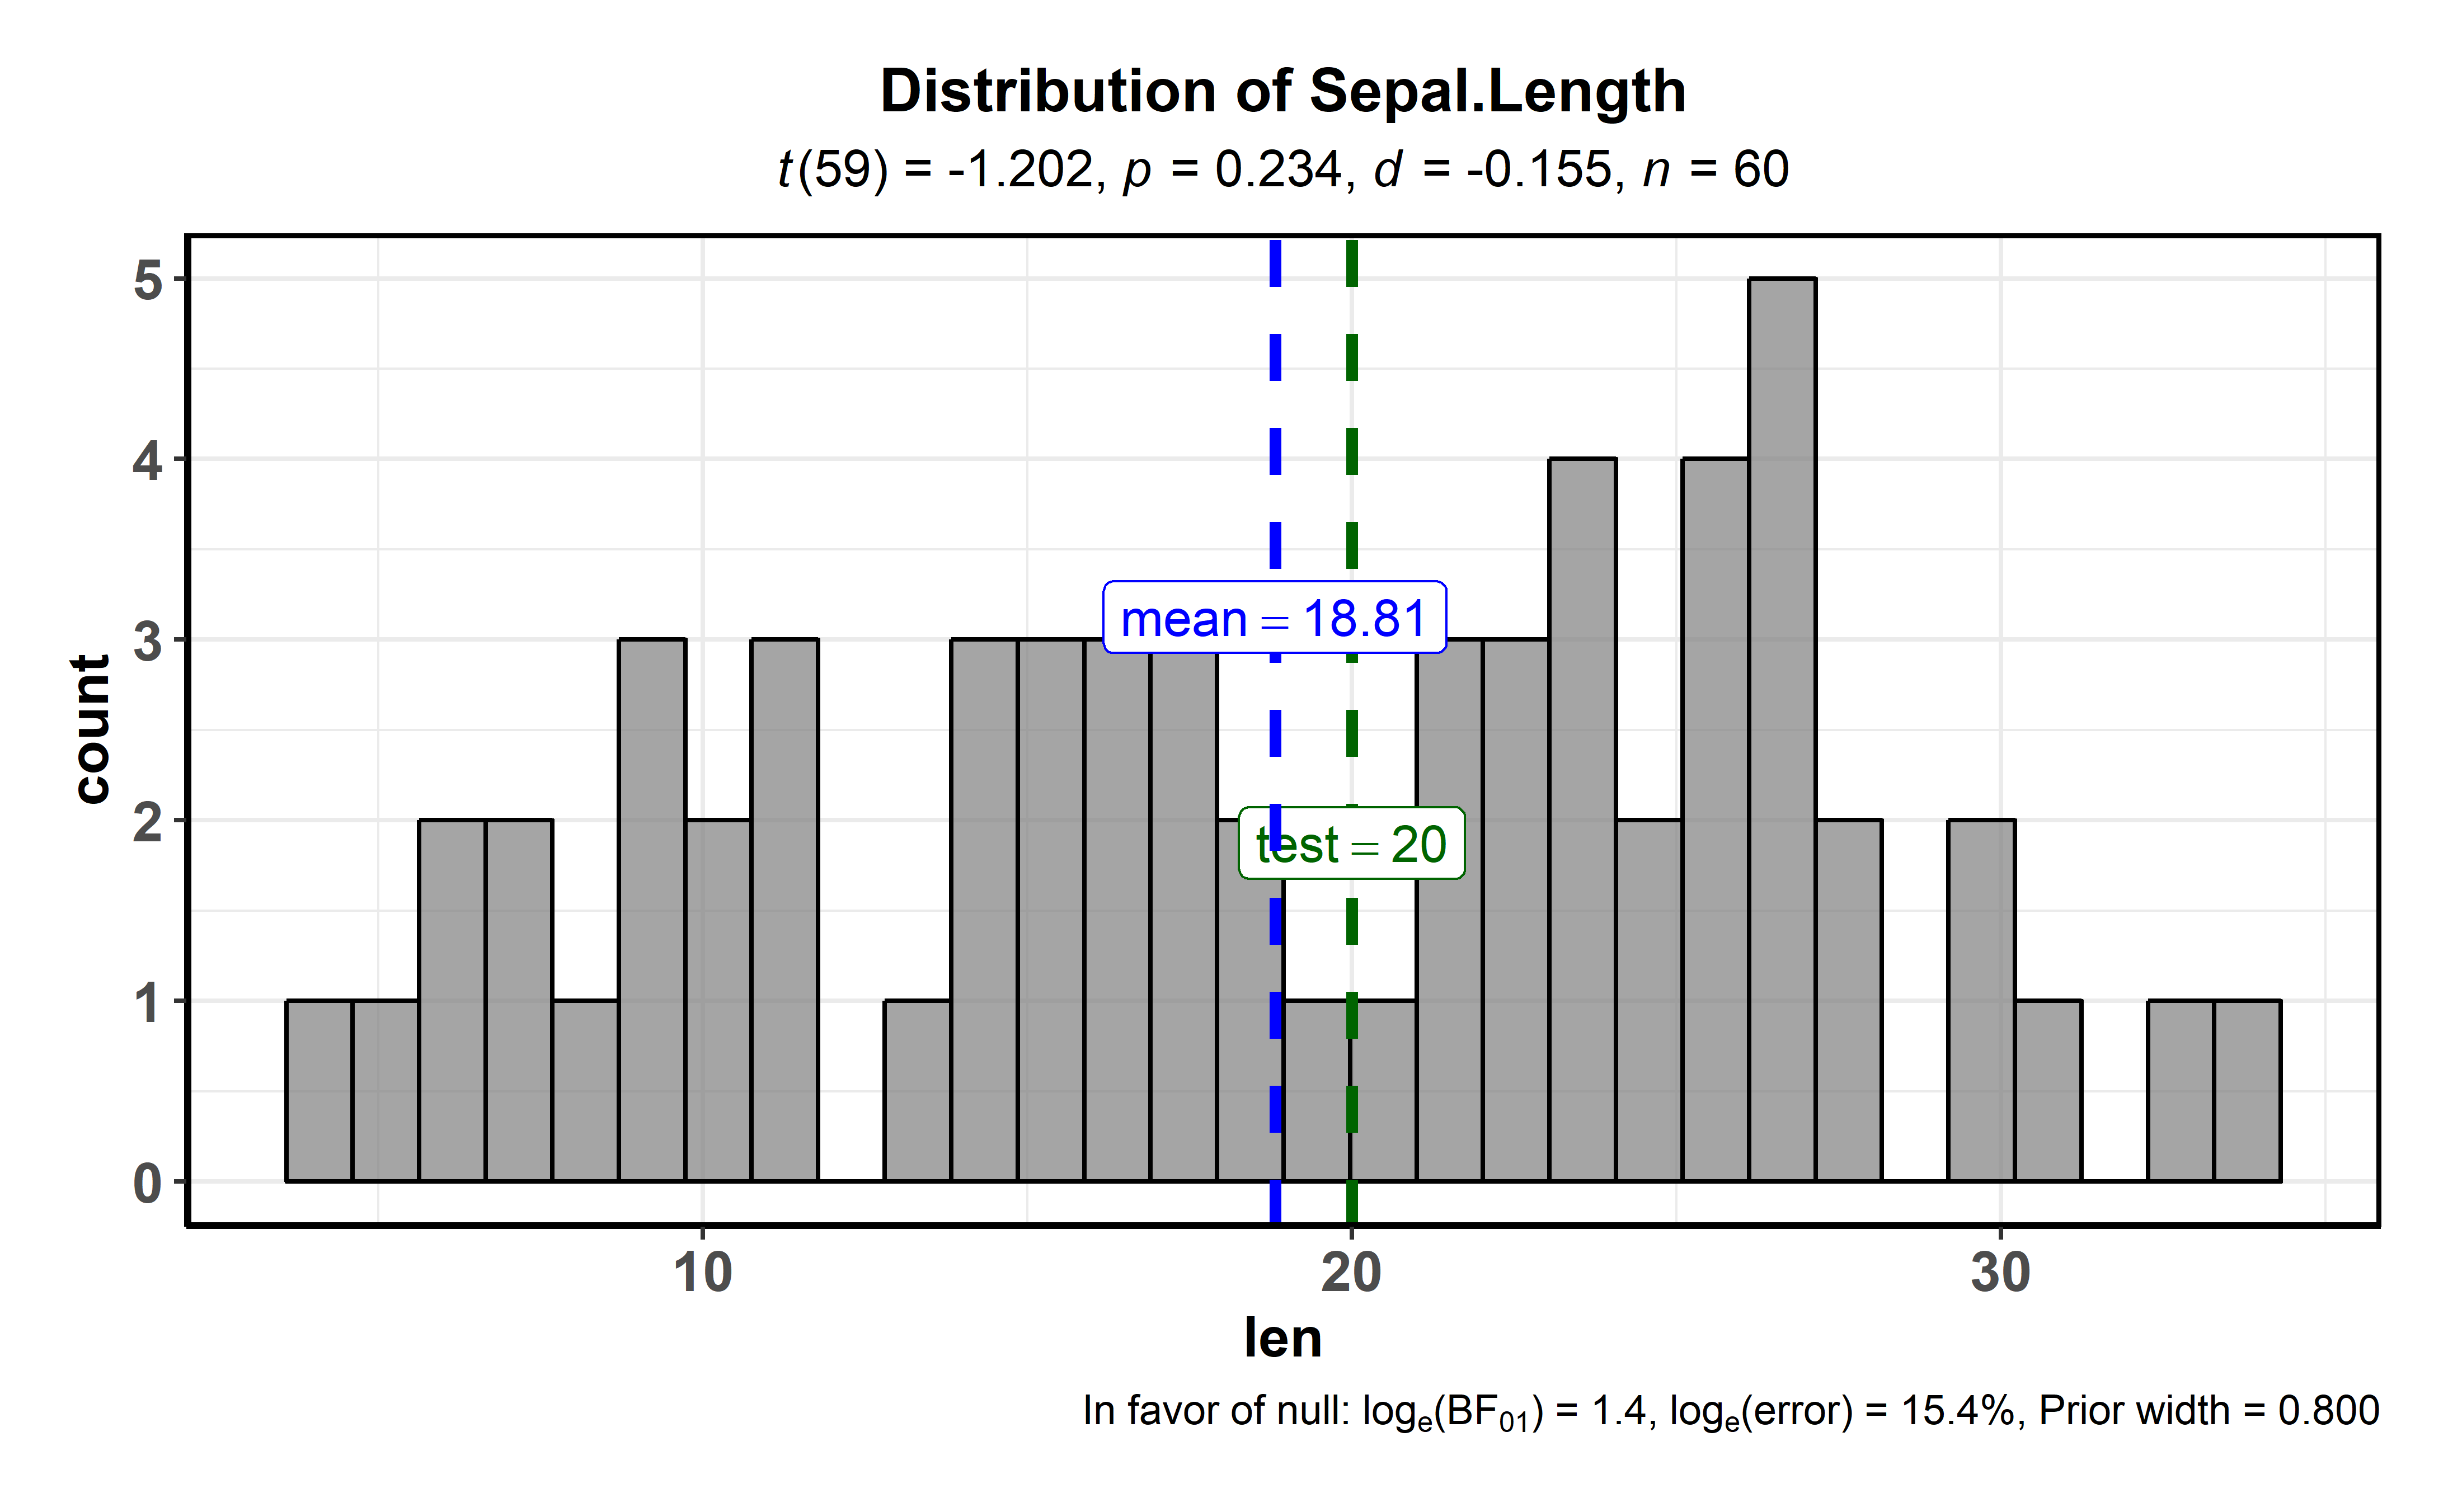 Distribution of Sepal.Length
t(59) = -1.202, p = 0.234, d = -0.155, n = 60
5
4
3
2
1
0
count
mean = 18.81
test = 20
10 20 30
len
In favor of null: logₑ(BF₀₁) = 1.4, logₑ(error) = 15.4%, Prior width = 0.800